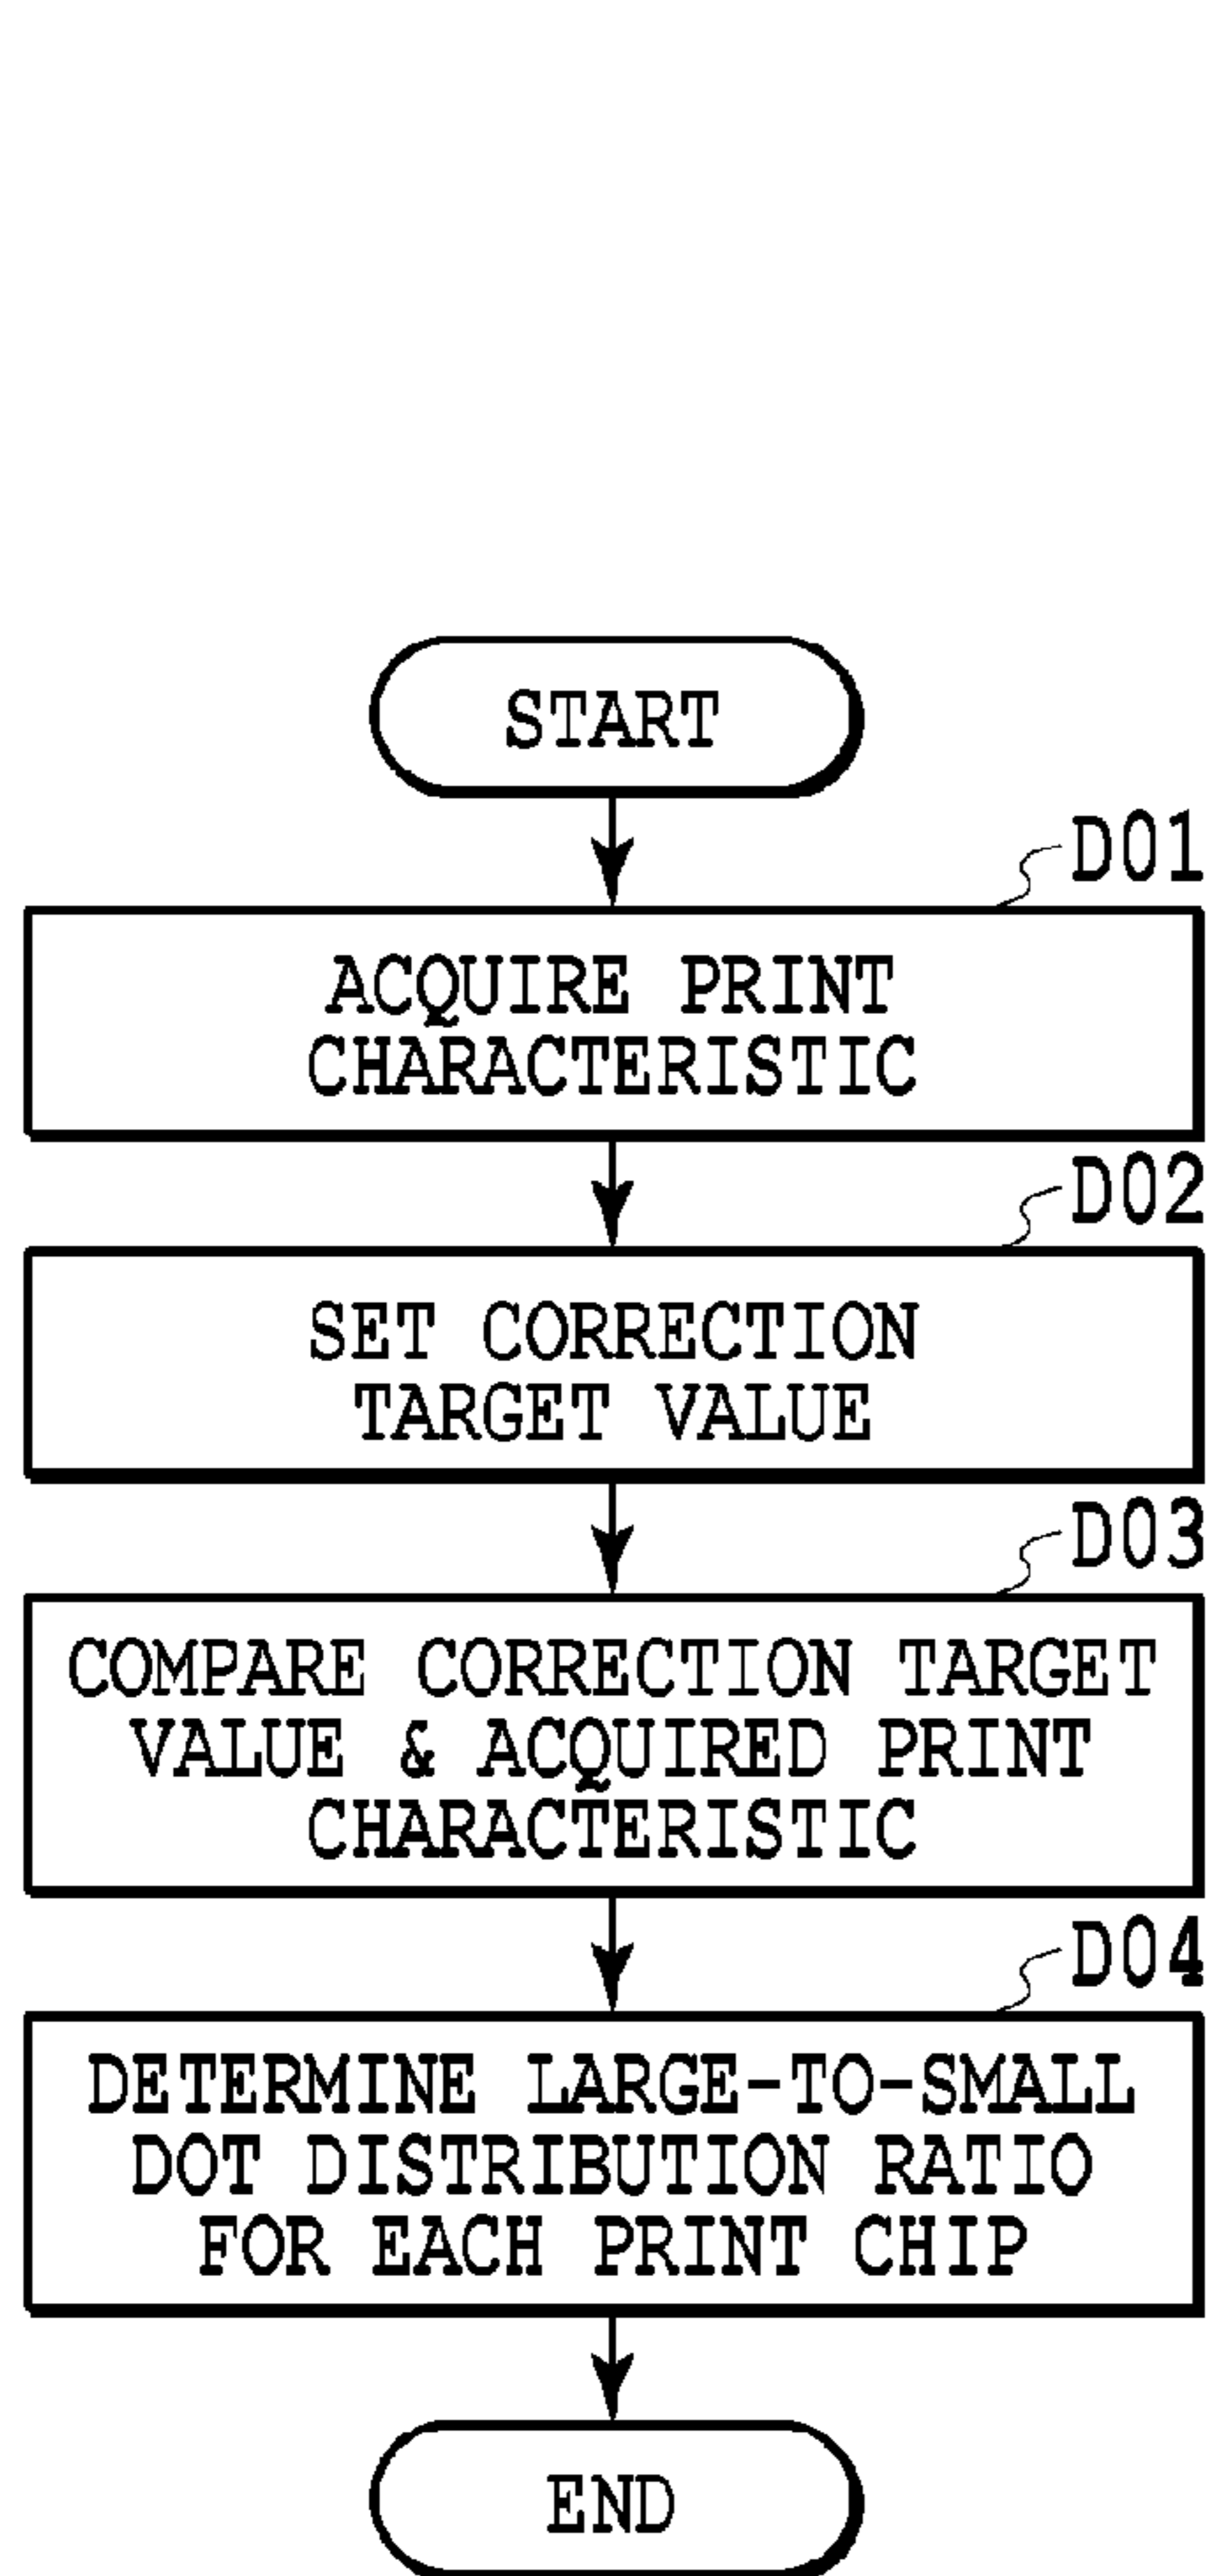 START
D01
ACQUIRE PRINT
CHARACTERISTIC
D02
SET CORRECTION
TARGET VALUE
D03
COMPARE CORRECTION TARGET
VALUE & ACQUIRED PRINT
CHARACTERISTIC
D04
DETERMINE LARGE-TO-SMALL
DOT DISTRIBUTION RATIO
FOR EACH PRINT CHIP
END